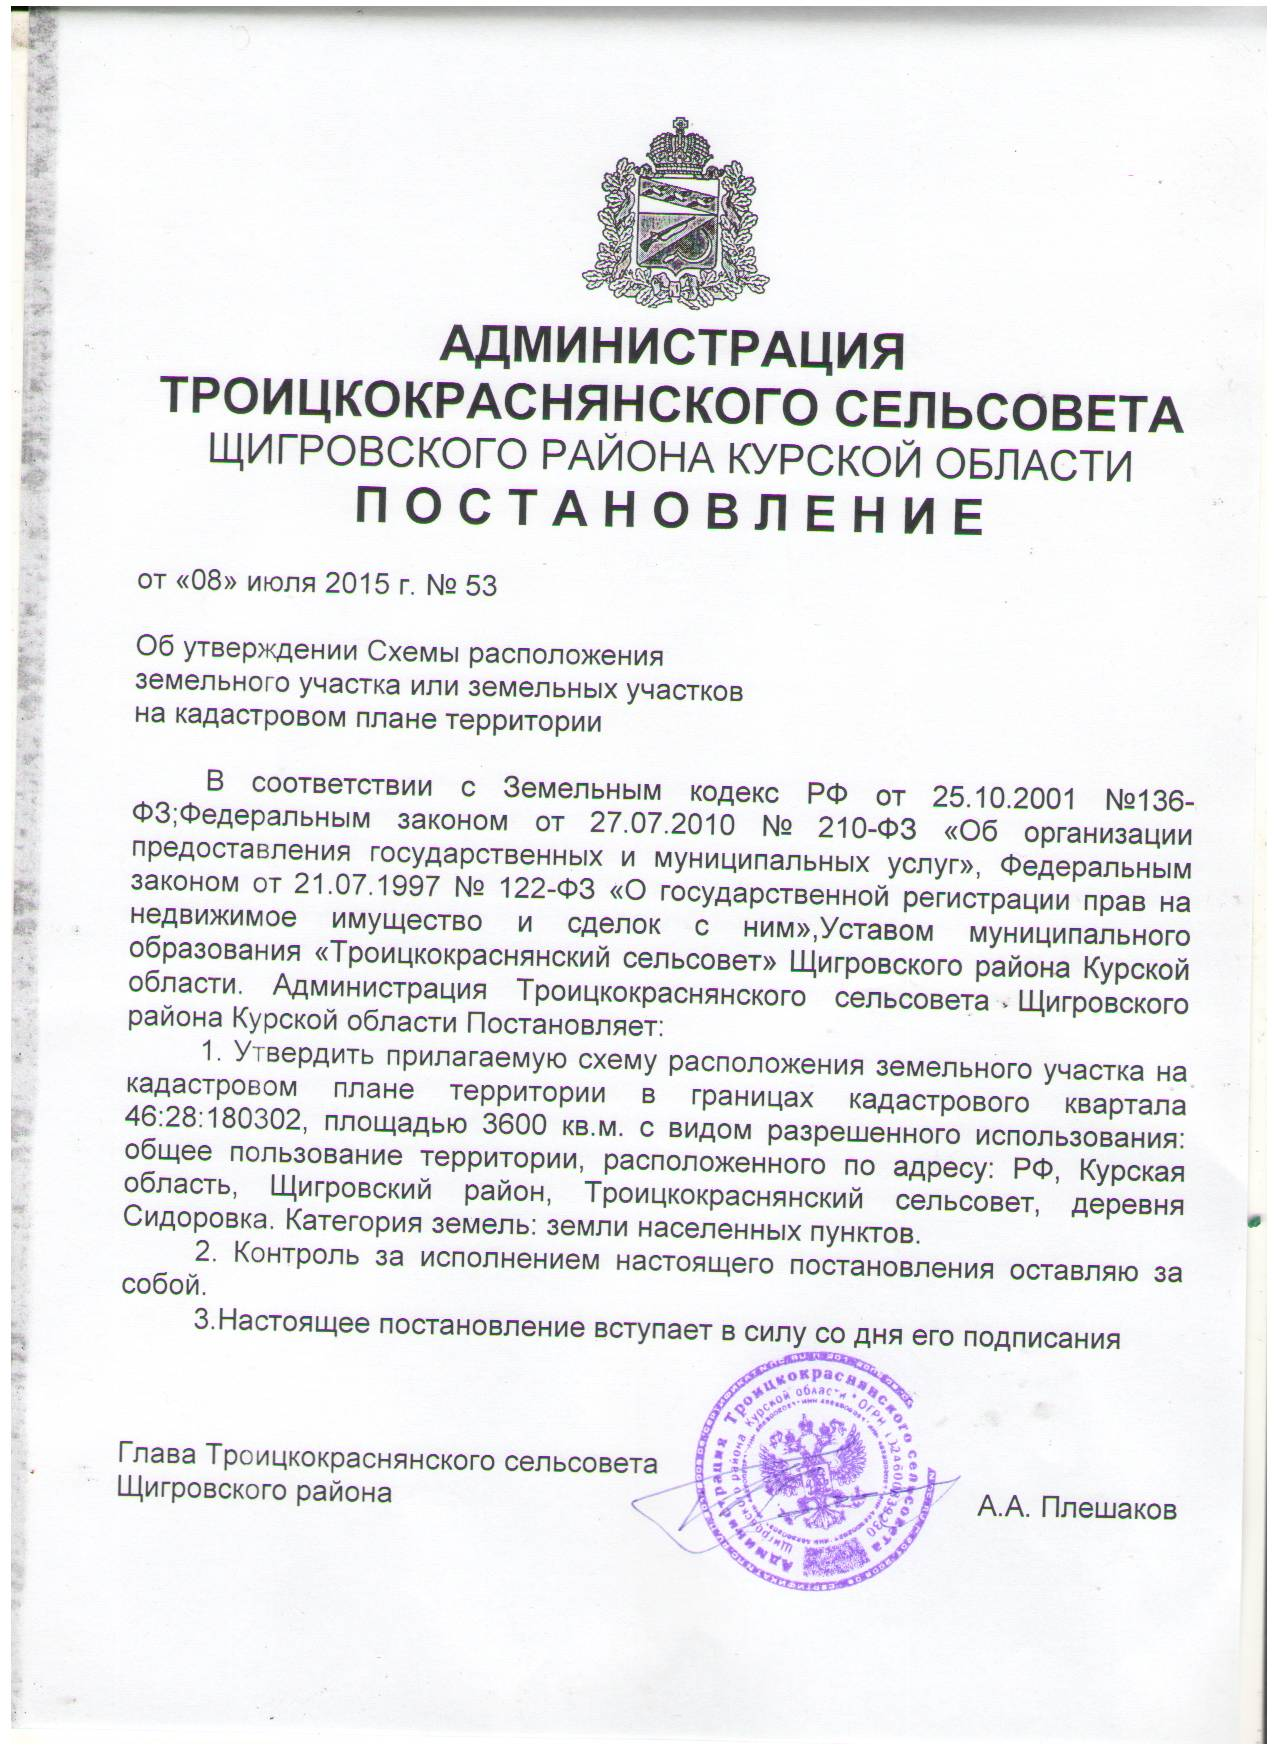 АДМИНИСТРАЦИЯ
ТРОИЦКОКРАСНЯНСКОГО СЕЛЬСОВЕТА
ЩИГРОВСКОГО РАЙОНА КУРСКОЙ ОБЛАСТИ
П О С Т А Н О В Л Е Н И Е
от «08» июля 2015 г. № 53
Об утверждении Схемы расположения
земельного участка или земельных участков
на кадастровом плане территории
В соответствии с Земельным кодекс РФ от 25.10.2001 №136-
ФЗ;Федеральным законом от 27.07.2010 № 210-ФЗ «Об организации
предоставления государственных и муниципальных услуг», Федеральным
законом от 21.07.1997 № 122-ФЗ «О государственной регистрации прав на
недвижимое имущество и сделок с ним»,Уставом муниципального
образования «Троицкокраснянский сельсовет» Щигровского района Курской
области. Администрация Троицкокраснянского сельсовета Щигровского
района Курской области Постановляет:
1. Утвердить прилагаемую схему расположения земельного участка на
кадастровом плане территории в границах кадастрового квартала
46:28:180302, площадью 3600 кв.м. с видом разрешенного использования:
общее пользование территории, расположенного по адресу: РФ, Курская
область, Щигровский район, Троицкокраснянский сельсовет, деревня
Сидоровка. Категория земель: земли населенных пунктов.
2. Контроль за исполнением настоящего постановления оставляю за
собой.
3.Настоящее постановление вступает в силу со дня его подписания
Глава Троицкокраснянского сельсовета
Щигровского района
А.А. Плешаков
Администрация Троицкокраснянского сельсовета
Щигровского района Курской области * ОГРН